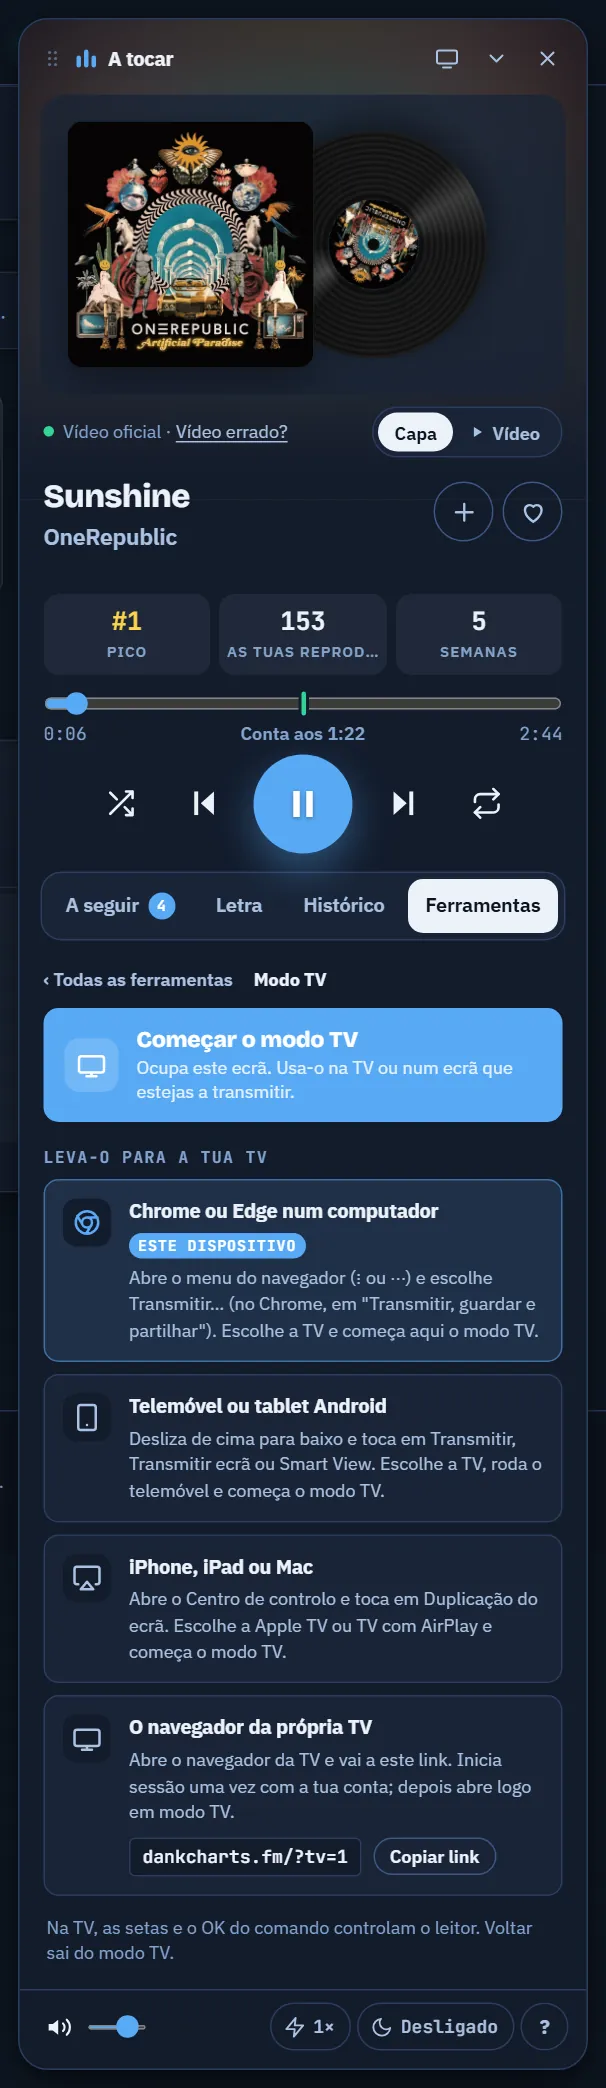 A tocar
ONEREPUBLIC
Artificial Paradise
Vídeo oficial · Vídeo errado?
Capa
Vídeo
Sunshine
OneRepublic
#1
PICO
153
AS TUAS REPROD...
5
SEMANAS
0:06
Conta aos 1:22
2:44
A seguir 4
Letra
Histórico
Ferramentas
‹ Todas as ferramentas
Modo TV
Começar o modo TV
Ocupa este ecrã. Usa-o na TV ou num ecrã que
estejas a transmitir.
LEVA-O PARA A TUA TV
Chrome ou Edge num computador
ESTE DISPOSITIVO
Abre o menu do navegador (⋮ ou ⋯) e escolhe
Transmitir... (no Chrome, em "Transmitir, guardar e
partilhar"). Escolhe a TV e começa aqui o modo TV.
Telemóvel ou tablet Android
Desliza de cima para baixo e toca em Transmitir,
Transmitir ecrã ou Smart View. Escolhe a TV, roda o
telemóvel e começa o modo TV.
iPhone, iPad ou Mac
Abre o Centro de controlo e toca em Duplicação do
ecrã. Escolhe a Apple TV ou TV com AirPlay e
começa o modo TV.
O navegador da própria TV
Abre o navegador da TV e vai a este link. Inicia
sessão uma vez com a tua conta; depois abre logo
em modo TV.
dankcharts.fm/?tv=1
Copiar link
Na TV, as setas e o OK do comando controlam o leitor. Voltar
sai do modo TV.
1×
Desligado
?